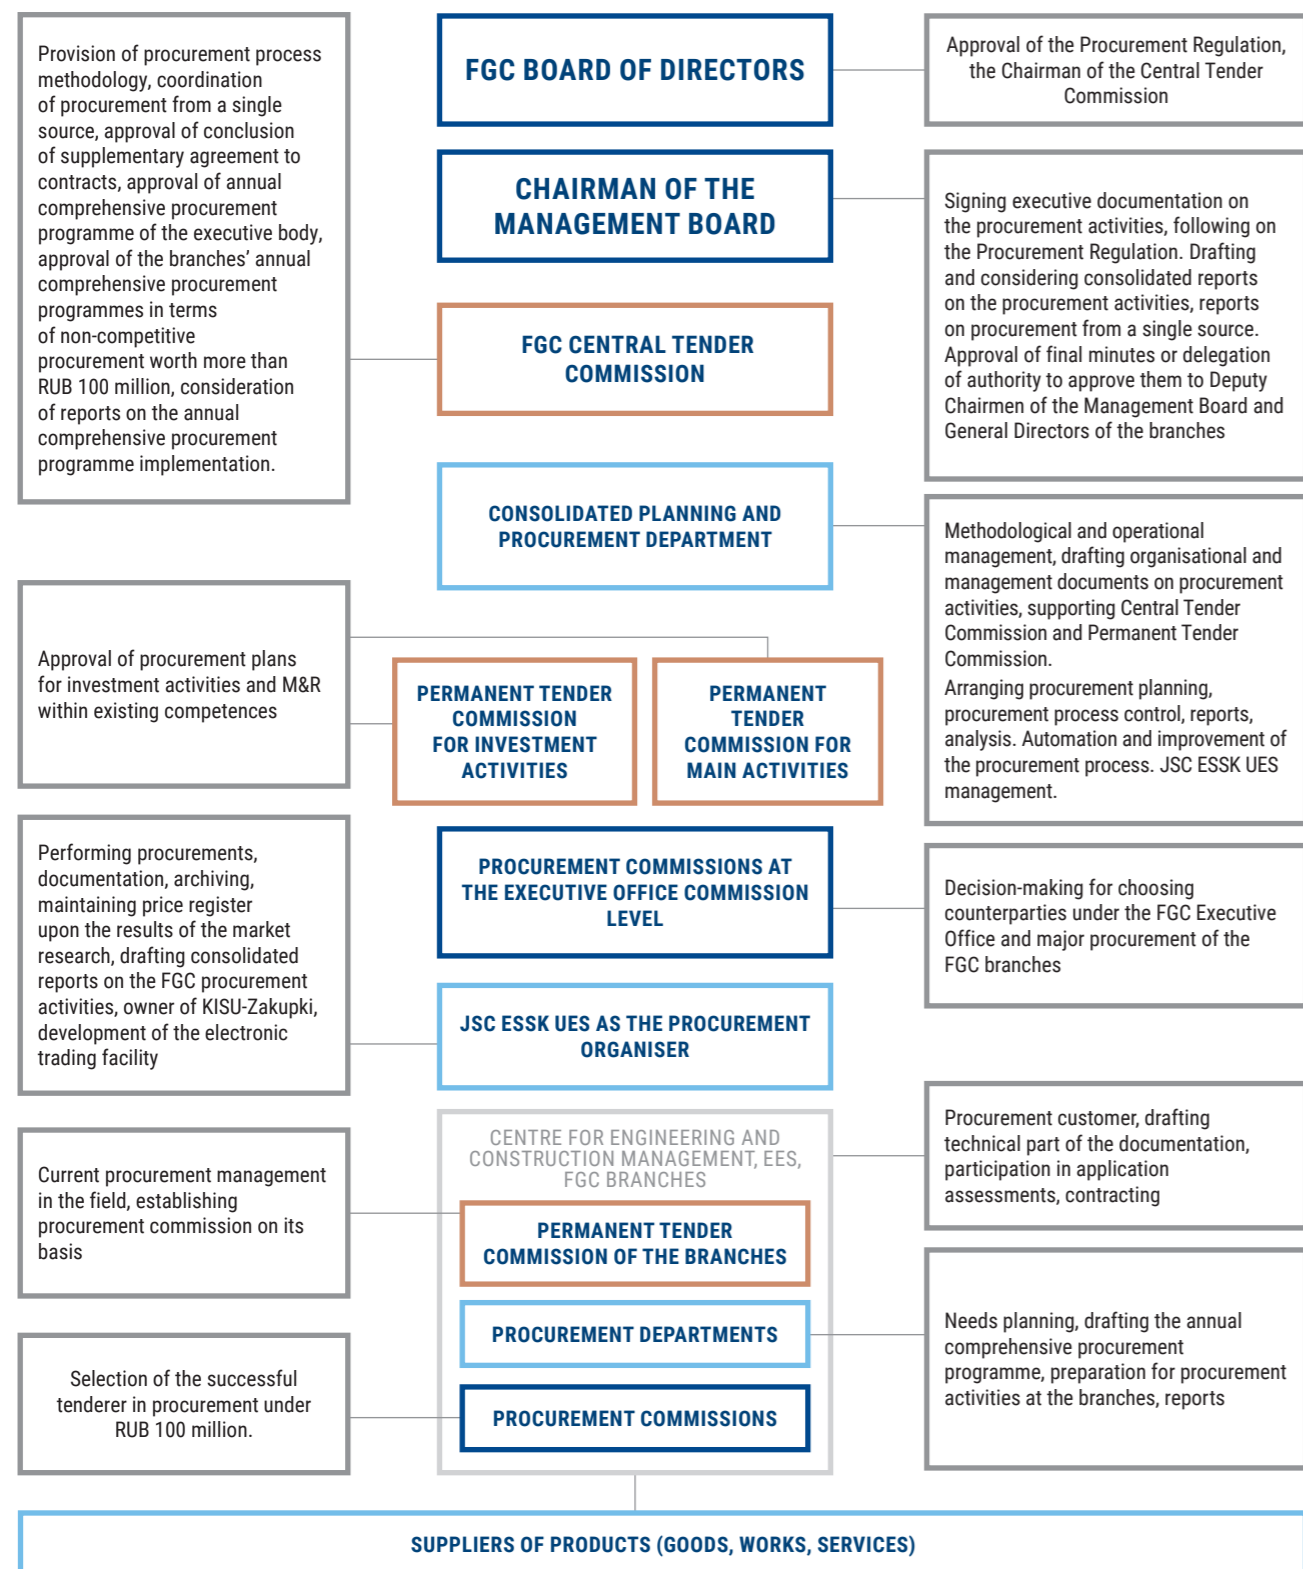 Provision of procurement process
methodology, coordination
of procurement from a single
source, approval of conclusion
of supplementary agreement to
contracts, approval of annual
comprehensive procurement
programme of the executive body,
approval of the branches’ annual
comprehensive procurement
programmes in terms
of non-competitive
procurement worth more than
RUB 100 million, consideration
of reports on the annual
comprehensive procurement
programme implementation.
FGC BOARD OF DIRECTORS
Approval of the Procurement Regulation,
the Chairman of the Central Tender
Commission
CHAIRMAN OF THE
MANAGEMENT BOARD
Signing executive documentation on
the procurement activities, following on
the Procurement Regulation. Drafting
and considering consolidated reports
on the procurement activities, reports
on procurement from a single source.
Approval of final minutes or delegation
of authority to approve them to Deputy
Chairmen of the Management Board and
General Directors of the branches
FGC CENTRAL TENDER
COMMISSION
CONSOLIDATED PLANNING AND
PROCUREMENT DEPARTMENT
Methodological and operational
management, drafting organisational and
management documents on procurement
activities, supporting Central Tender
Commission and Permanent Tender
Commission.
Arranging procurement planning,
procurement process control, reports,
analysis. Automation and improvement of
the procurement process. JSC ESSK UES
management.
Approval of procurement plans
for investment activities and M&R
within existing competences
PERMANENT TENDER
COMMISSION
FOR INVESTMENT
ACTIVITIES
PERMANENT
TENDER
COMMISSION FOR
MAIN ACTIVITIES
Performing procurements,
documentation, archiving,
maintaining price register
upon the results of the market
research, drafting consolidated
reports on the FGC procurement
activities, owner of KISU-Zakupki,
development of the electronic
trading facility
PROCUREMENT COMMISSIONS AT
THE EXECUTIVE OFFICE COMMISSION
LEVEL
Decision-making for choosing
counterparties under the FGC Executive
Office and major procurement of the
FGC branches
JSC ESSK UES AS THE PROCUREMENT
ORGANISER
CENTRE FOR ENGINEERING AND
CONSTRUCTION MANAGEMENT, EES,
FGC BRANCHES
Procurement customer, drafting
technical part of the documentation,
participation in application
assessments, contracting
Current procurement management
in the field, establishing
procurement commission on its
basis
PERMANENT TENDER
COMMISSION OF THE BRANCHES
PROCUREMENT DEPARTMENTS
Needs planning, drafting the annual
comprehensive procurement
programme, preparation for procurement
activities at the branches, reports
Selection of the successful
tenderer in procurement under
RUB 100 million.
PROCUREMENT COMMISSIONS
SUPPLIERS OF PRODUCTS (GOODS, WORKS, SERVICES)